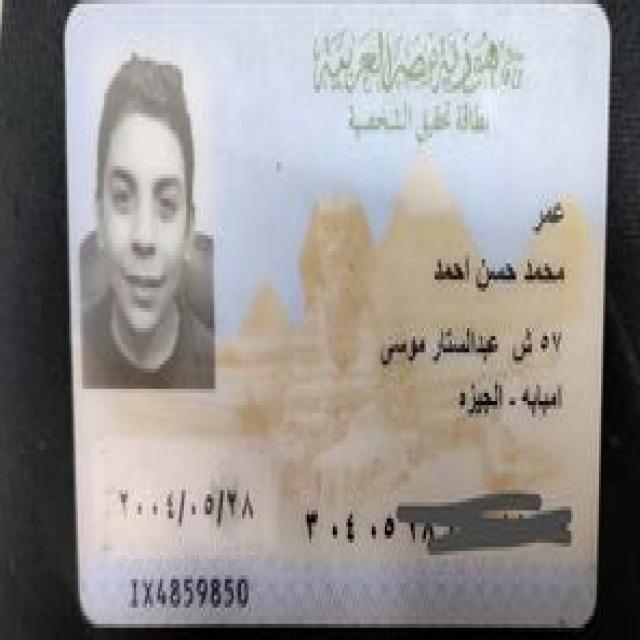 جمهورية مصر العربية
بطاقة تحقيق الشخصية
عمر
محمد حسن احمد
٥٧ ش عبدالستار موسى
امبابه - الجيزه
٢٠٠٤/٠٥/٢٨
٣٠٤٠٥٢٨
IX4859850